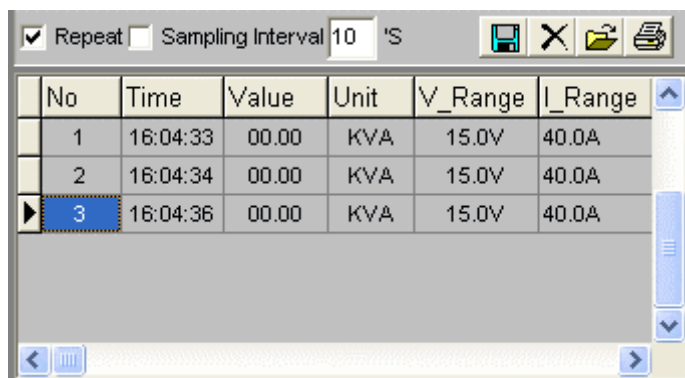 Repeat Sampling Interval 10 'S
No Time Value Unit V_Range I_Range
1 16:04:33 00.00 KVA 15.0V 40.0A
2 16:04:34 00.00 KVA 15.0V 40.0A
3 16:04:36 00.00 KVA 15.0V 40.0A